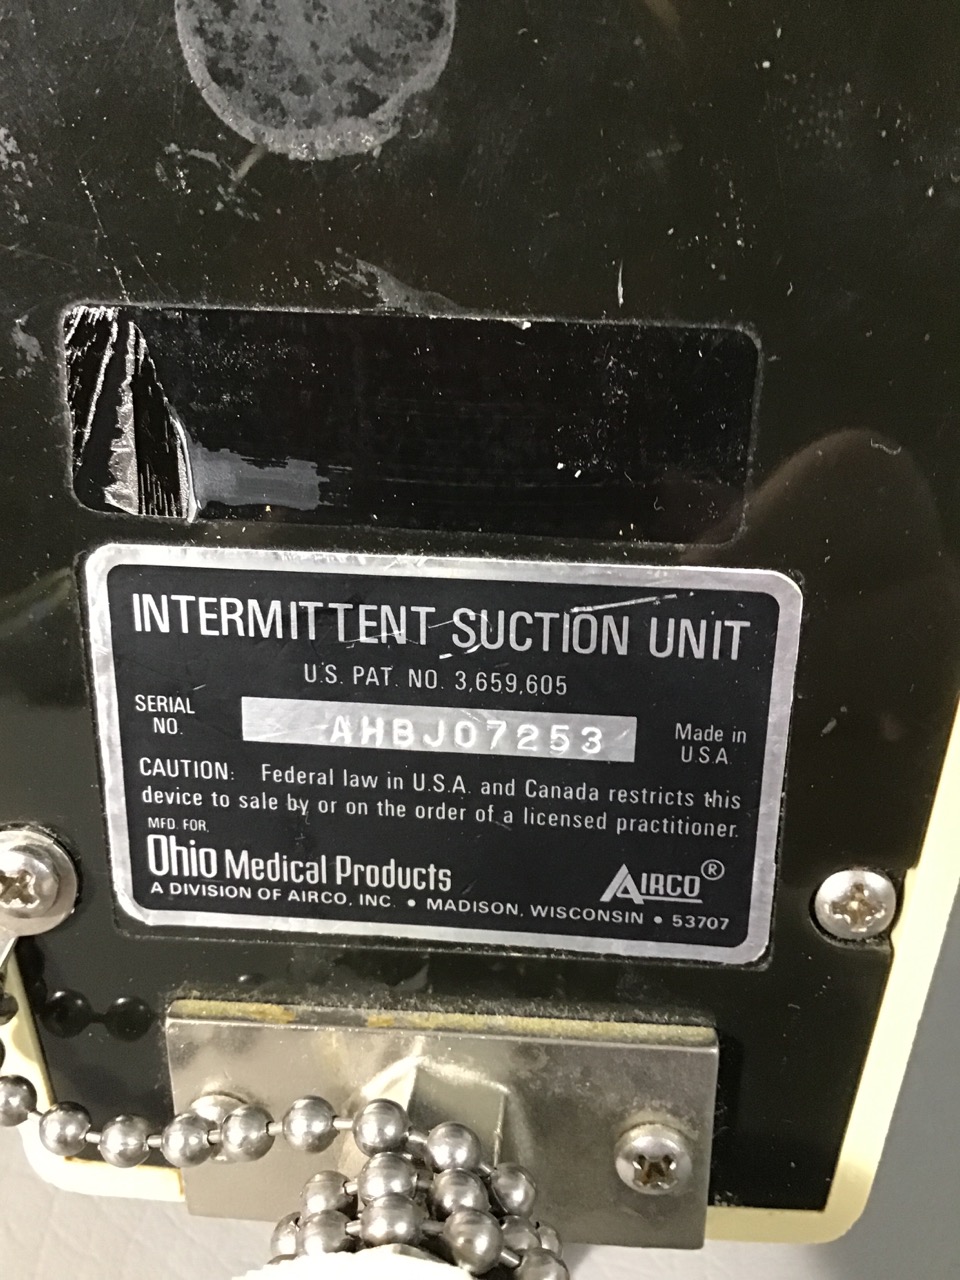 INTERMITTENT SUCTION UNIT
U.S. PAT. NO. 3,659,605
SERIAL NO. AHBJ07253 Made in U.S.A.
CAUTION: Federal law in U.S.A. and Canada restricts this
device to sale by or on the order of a licensed practitioner.
MFD. FOR
Ohio Medical Products AIRCO®
A DIVISION OF AIRCO, INC. • MADISON, WISCONSIN • 53707